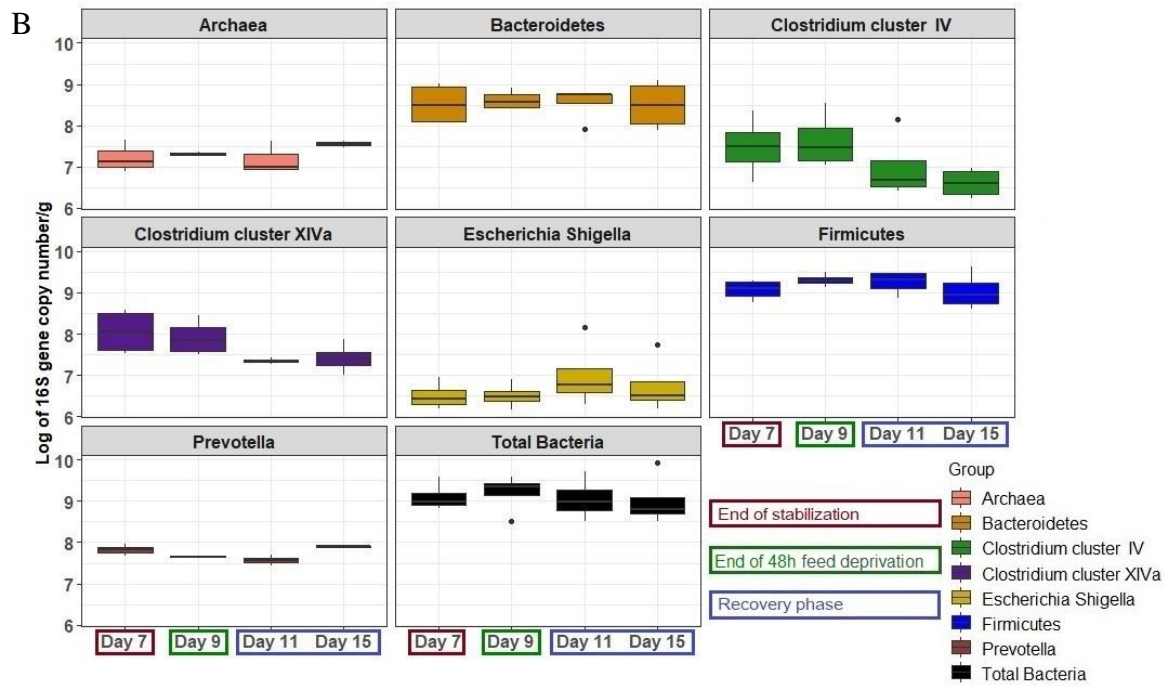 B
Log of 16S gene copy number/g
Archaea
Bacteroidetes
Clostridium cluster IV
10
9
8
7
6
Clostridium cluster XIVa
Escherichia Shigella
Firmicutes
10
9
8
7
6
Day 7 Day 9 Day 11 Day 15
Prevotella
Total Bacteria
10
9
8
7
6
Day 7 Day 9 Day 11 Day 15
Day 7 Day 9 Day 11 Day 15
End of stabilization
End of 48h feed deprivation
Recovery phase
Group
Archaea
Bacteroidetes
Clostridium cluster IV
Clostridium cluster XIVa
Escherichia Shigella
Firmicutes
Prevotella
Total Bacteria